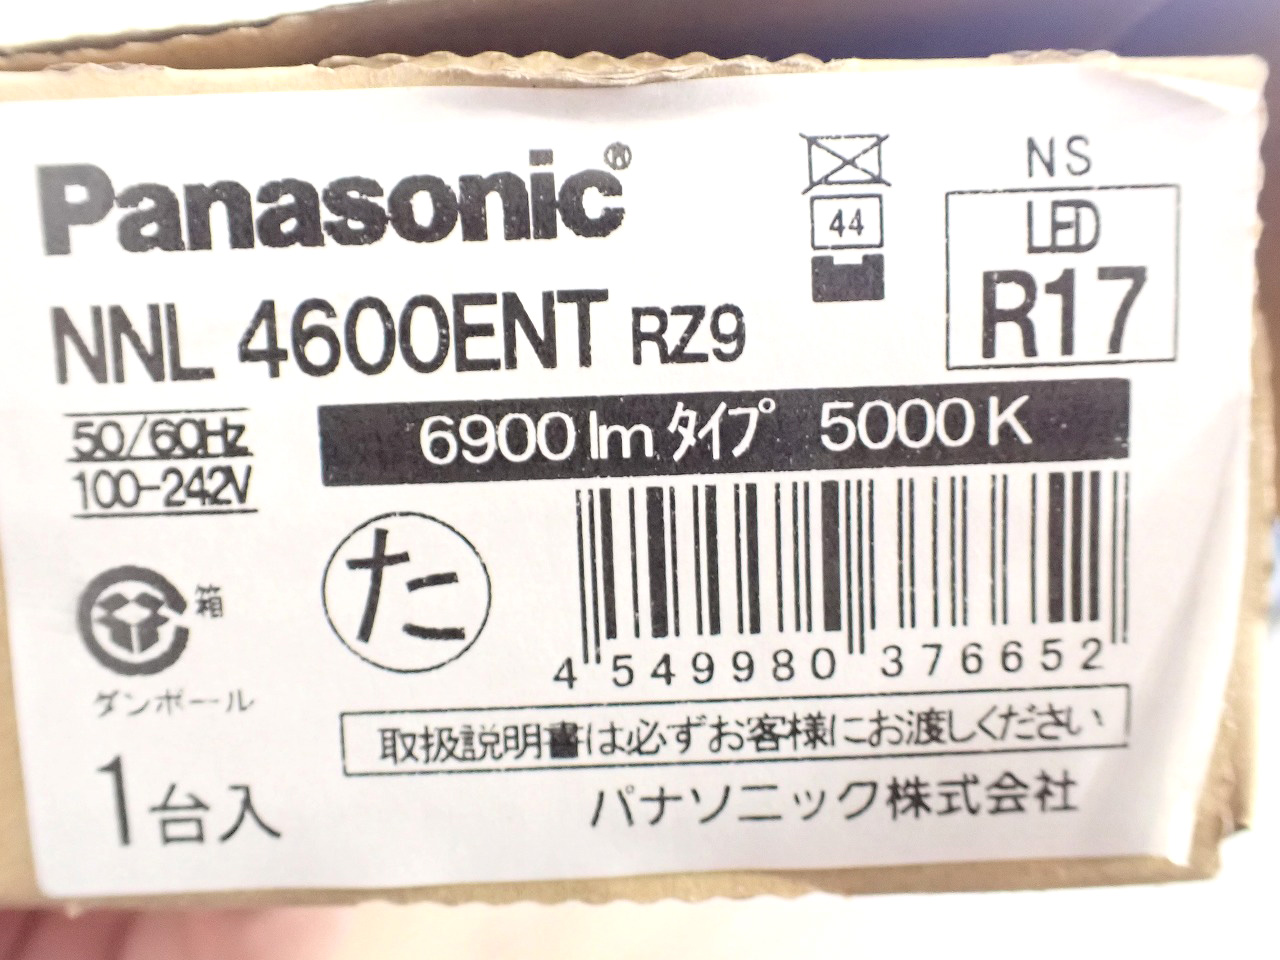 Panasonic®
NNL 4600ENT RZ9
44
NS
LED
R17
50/60Hz
100-242V
6900 lm タイプ 5000K
た
箱
ダンボール
4 549980 376652
取扱説明書は必ずお客様にお渡しください
1台入
パナソニック株式会社